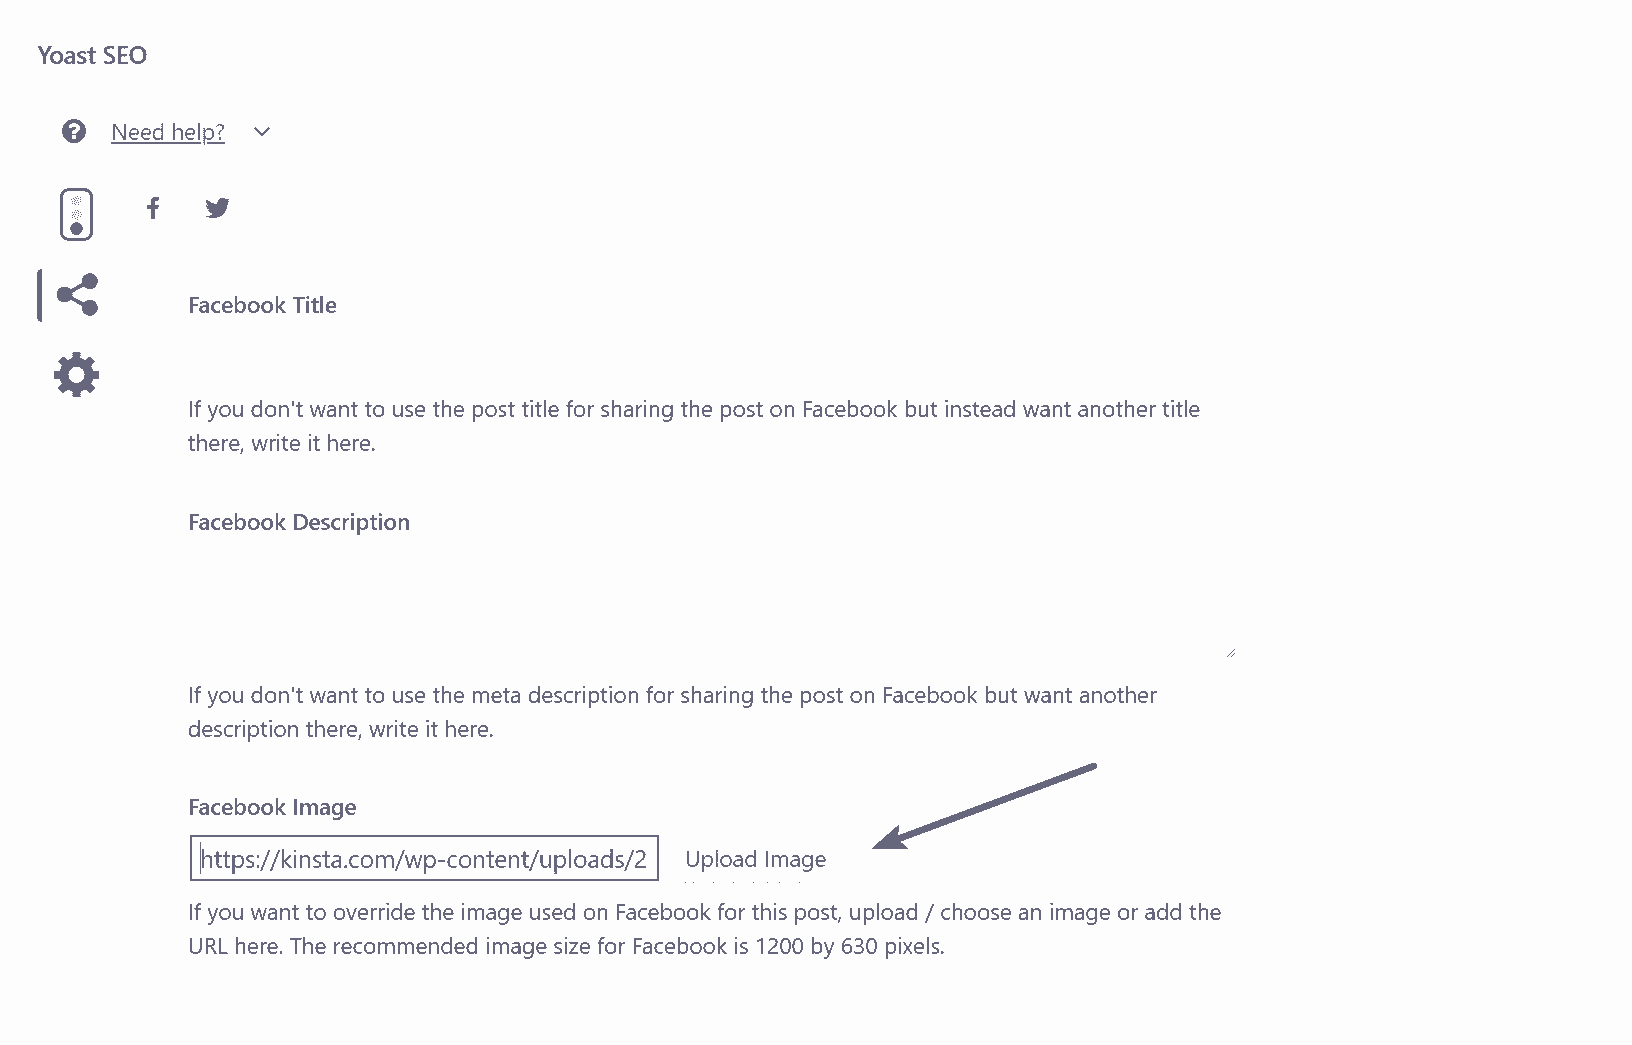 Yoast SEO
Need help?
Facebook Title
If you don't want to use the post title for sharing the post on Facebook but instead want another title
there, write it here.
Facebook Description
If you don't want to use the meta description for sharing the post on Facebook but want another
description there, write it here.
Facebook Image
https://kinsta.com/wp-content/uploads/2 Upload Image
If you want to override the image used on Facebook for this post, upload / choose an image or add the
URL here. The recommended image size for Facebook is 1200 by 630 pixels.